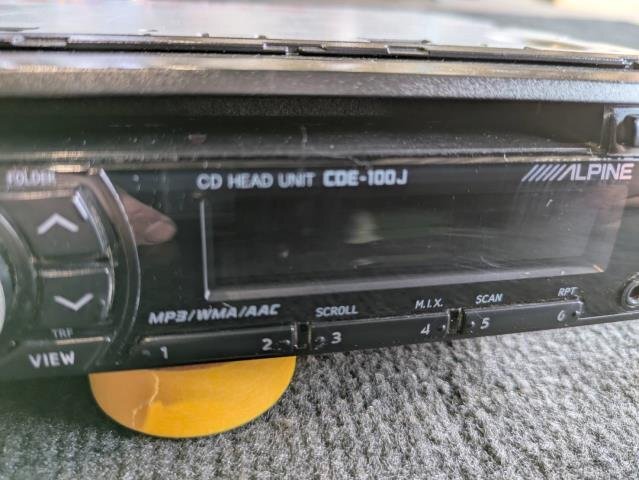 FOLDER
CD HEAD UNIT CDE-100J
ALPINE
MP3/WMA/AAC
SCROLL
M.I.X.
SCAN
RPT
TRF
VIEW
1
2
3
4
5
6